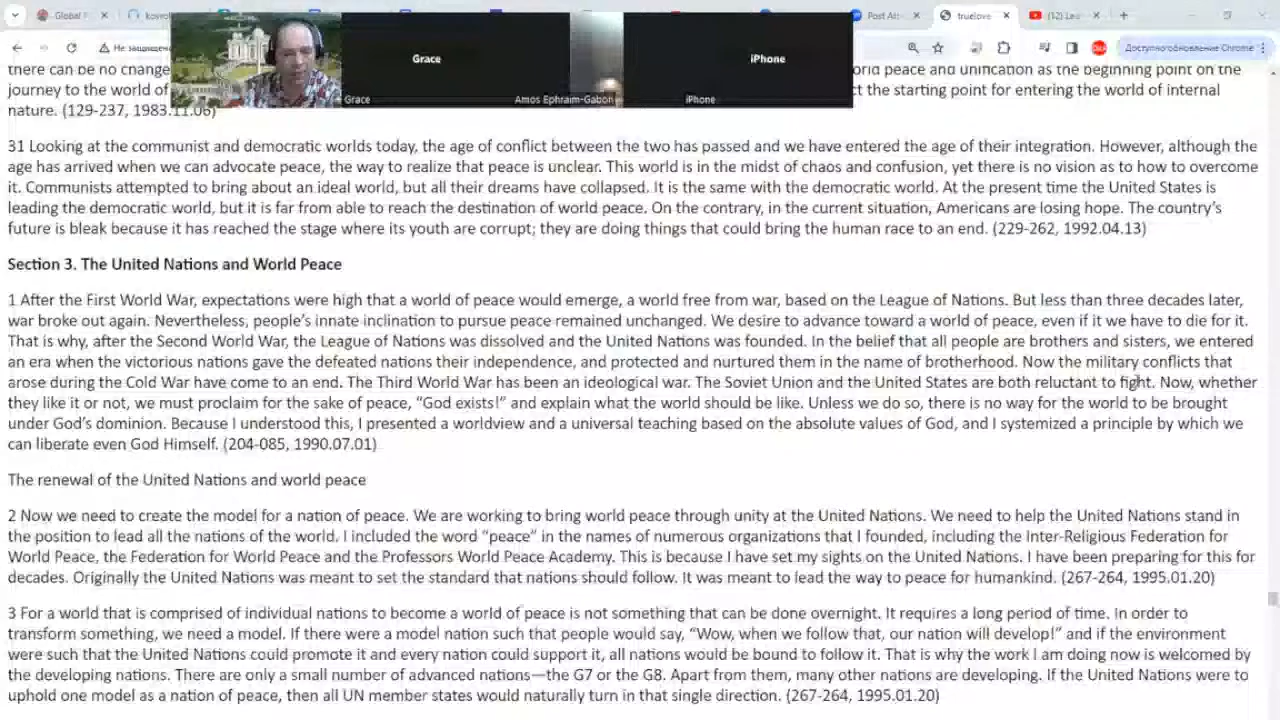 Global F
kosvo
Post Ass
truelove
(12) Lea
Не защищен
Доступно обновление Chrome
Grace
iPhone
Grace
Amos Ephraim-Gabon
iPhone
there can be no change
orld peace and unification as the beginning point on the
journey to the world of
ct the starting point for entering the world of internal
nature. (129-237, 1983.11.06)
31 Looking at the communist and democratic worlds today, the age of conflict between the two has passed and we have entered the age of their integration. However, although the
age has arrived when we can advocate peace, the way to realize that peace is unclear. This world is in the midst of chaos and confusion, yet there is no vision as to how to overcome
it. Communists attempted to bring about an ideal world, but all their dreams have collapsed. It is the same with the democratic world. At the present time the United States is
leading the democratic world, but it is far from able to reach the destination of world peace. On the contrary, in the current situation, Americans are losing hope. The country's
future is bleak because it has reached the stage where its youth are corrupt; they are doing things that could bring the human race to an end. (229-262, 1992.04.13)
Section 3. The United Nations and World Peace
1 After the First World War, expectations were high that a world of peace would emerge, a world free from war, based on the League of Nations. But less than three decades later,
war broke out again. Nevertheless, people's innate inclination to pursue peace remained unchanged. We desire to advance toward a world of peace, even if it we have to die for it.
That is why, after the Second World War, the League of Nations was dissolved and the United Nations was founded. In the belief that all people are brothers and sisters, we entered
an era when the victorious nations gave the defeated nations their independence, and protected and nurtured them in the name of brotherhood. Now the military conflicts that
arose during the Cold War have come to an end. The Third World War has been an ideological war. The Soviet Union and the United States are both reluctant to fight. Now, whether
they like it or not, we must proclaim for the sake of peace, “God exists!” and explain what the world should be like. Unless we do so, there is no way for the world to be brought
under God's dominion. Because I understood this, I presented a worldview and a universal teaching based on the absolute values of God, and I systemized a principle by which we
can liberate even God Himself. (204-085, 1990.07.01)
The renewal of the United Nations and world peace
2 Now we need to create the model for a nation of peace. We are working to bring world peace through unity at the United Nations. We need to help the United Nations stand in
the position to lead all the nations of the world. I included the word “peace” in the names of numerous organizations that I founded, including the Inter-Religious Federation for
World Peace, the Federation for World Peace and the Professors World Peace Academy. This is because I have set my sights on the United Nations. I have been preparing for this for
decades. Originally the United Nations was meant to set the standard that nations should follow. It was meant to lead the way to peace for humankind. (267-264, 1995.01.20)
3 For a world that is comprised of individual nations to become a world of peace is not something that can be done overnight. It requires a long period of time. In order to
transform something, we need a model. If there were a model nation such that people would say, “Wow, when we follow that, our nation will develop!” and if the environment
were such that the United Nations could promote it and every nation could support it, all nations would be bound to follow it. That is why the work I am doing now is welcomed by
the developing nations. There are only a small number of advanced nations—the G7 or the G8. Apart from them, many other nations are developing. If the United Nations were to
uphold one model as a nation of peace, then all UN member states would naturally turn in that single direction. (267-264, 1995.01.20)